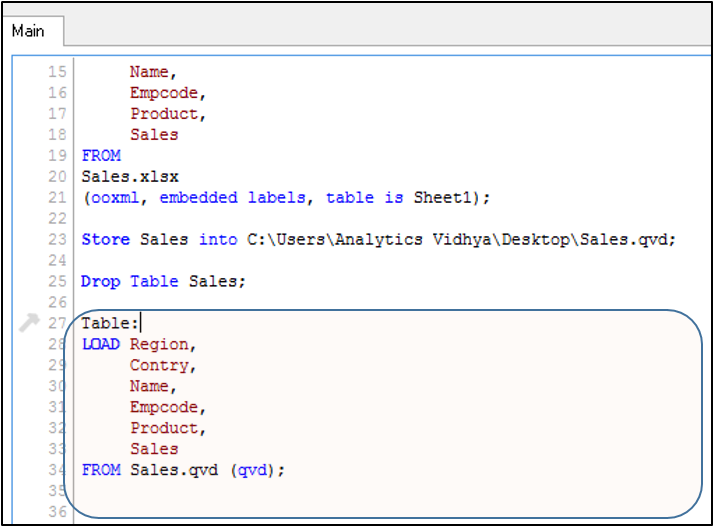 Main
15 Name,
16 Empcode,
17 Product,
18 Sales
19 FROM
20 Sales.xlsx
21 (ooxml, embedded labels, table is Sheet1);
22
23 Store Sales into C:\Users\Analytics Vidhya\Desktop\Sales.qvd;
24
25 Drop Table Sales;
26
27 Table:
28 LOAD Region,
29 Contry,
30 Name,
31 Empcode,
32 Product,
33 Sales
34 FROM Sales.qvd (qvd);
35
36